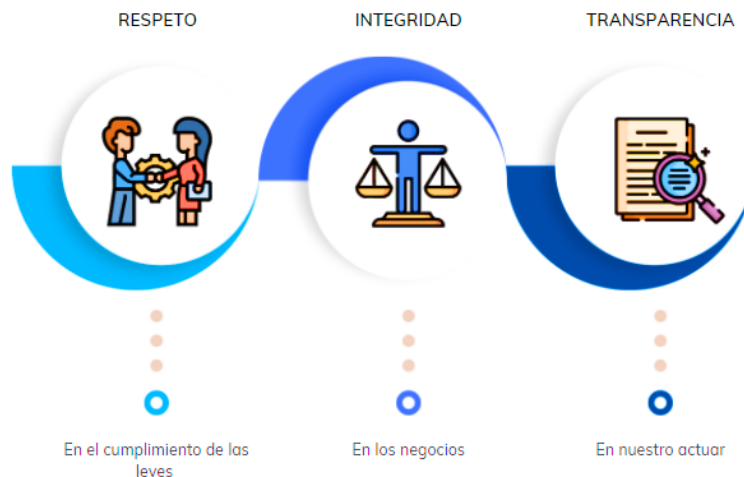 RESPETO
INTEGRIDAD
TRANSPARENCIA
En el cumplimiento de las
leyes
En los negocios
En nuestro actuar